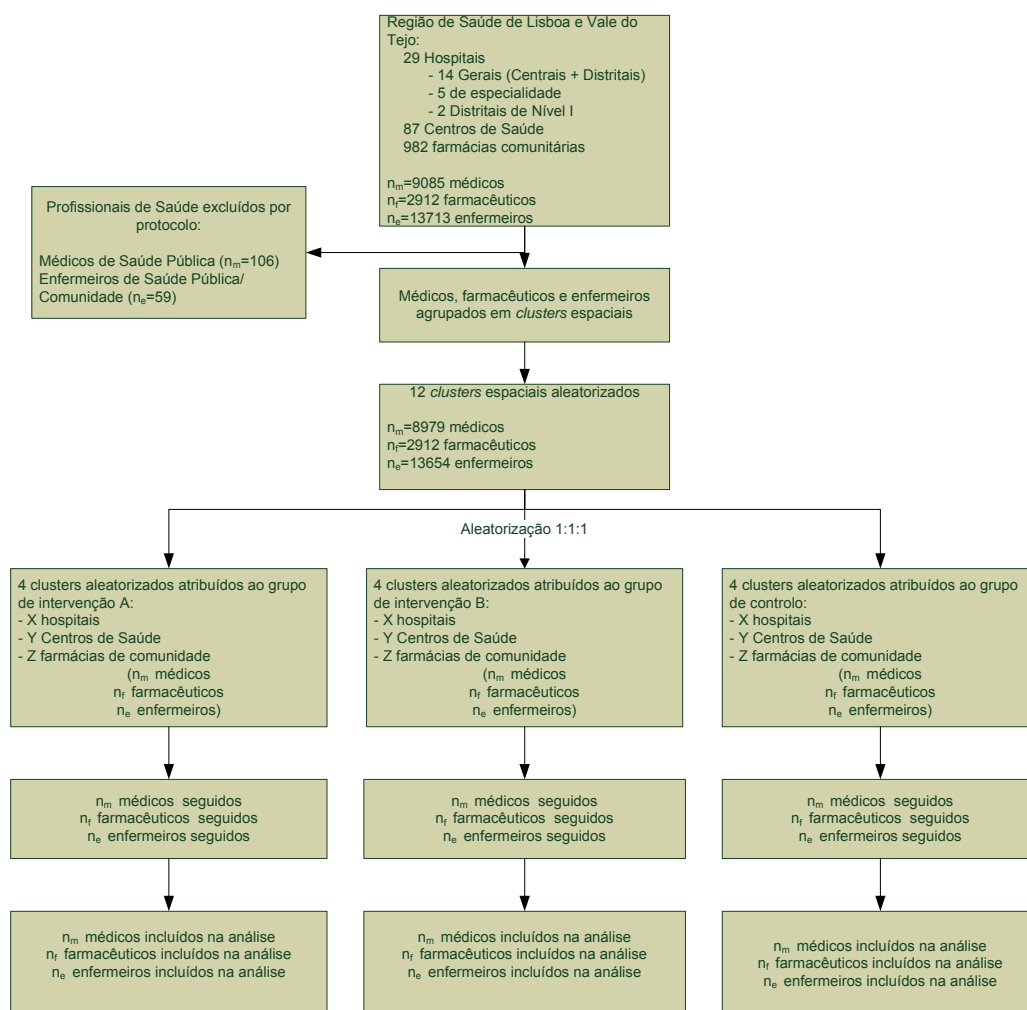 Região de Saúde de Lisboa e Vale do
Tejo:
29 Hospitais
- 14 Gerais (Centrais + Distritais)
- 5 de especialidade
- 2 Distritais de Nível I
87 Centros de Saúde
982 farmácias comunitárias
nm=9085 médicos
nf=2912 farmacêuticos
ne=13713 enfermeiros
Profissionais de Saúde excluídos por
protocolo:
Médicos de Saúde Pública (nm=106)
Enfermeiros de Saúde Pública/
Comunidade (ne=59)
Médicos, farmacêuticos e enfermeiros
agrupados em clusters espaciais
12 clusters espaciais aleatorizados
nm=8979 médicos
nf=2912 farmacêuticos
ne=13654 enfermeiros
Aleatorização 1:1:1
4 clusters aleatorizados atribuídos ao grupo
de intervenção A:
- X hospitais
- Y Centros de Saúde
- Z farmácias de comunidade
(nm médicos
nf farmacêuticos
ne enfermeiros)
4 clusters aleatorizados atribuídos ao grupo
de intervenção B:
- X hospitais
- Y Centros de Saúde
- Z farmácias de comunidade
(nm médicos
nf farmacêuticos
ne enfermeiros)
4 clusters aleatorizados atribuídos ao grupo
de controlo:
- X hospitais
- Y Centros de Saúde
- Z farmácias de comunidade
(nm médicos
nf farmacêuticos
ne enfermeiros)
nm médicos seguidos
nf farmacêuticos seguidos
ne enfermeiros seguidos
nm médicos seguidos
nf farmacêuticos seguidos
ne enfermeiros seguidos
nm médicos seguidos
nf farmacêuticos seguidos
ne enfermeiros seguidos
nm médicos incluídos na análise
nf farmacêuticos incluídos na análise
ne enfermeiros incluídos na análise
nm médicos incluídos na análise
nf farmacêuticos incluídos na análise
ne enfermeiros incluídos na análise
nm médicos incluídos na análise
nf farmacêuticos incluídos na análise
ne enfermeiros incluídos na análise